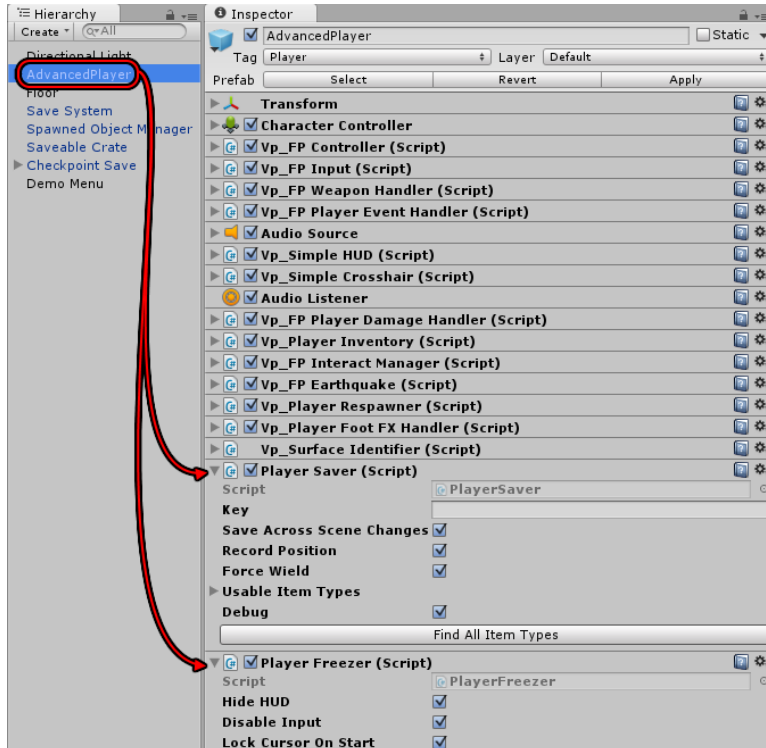 Hierarchy
Create
All
Directional Light
AdvancedPlayer
Floor
Save System
Spawned Object Manager
Saveable Crate
Checkpoint Save
Demo Menu
Inspector
AdvancedPlayer
Static
Tag Player Layer Default
Prefab Select Revert Apply
Transform
Character Controller
Vp_FP Controller (Script)
Vp_FP Input (Script)
Vp_FP Weapon Handler (Script)
Vp_FP Player Event Handler (Script)
Audio Source
Vp_Simple HUD (Script)
Vp_Simple Crosshair (Script)
Audio Listener
Vp_FP Player Damage Handler (Script)
Vp_Player Inventory (Script)
Vp_FP Interact Manager (Script)
Vp_FP Earthquake (Script)
Vp_Player Respawner (Script)
Vp_Player Foot FX Handler (Script)
Vp_Surface Identifier (Script)
Player Saver (Script)
Script PlayerSaver
Key
Save Across Scene Changes
Record Position
Force Wield
Usable Item Types
Debug
Find All Item Types
Player Freezer (Script)
Script PlayerFreezer
Hide HUD
Disable Input
Lock Cursor On Start